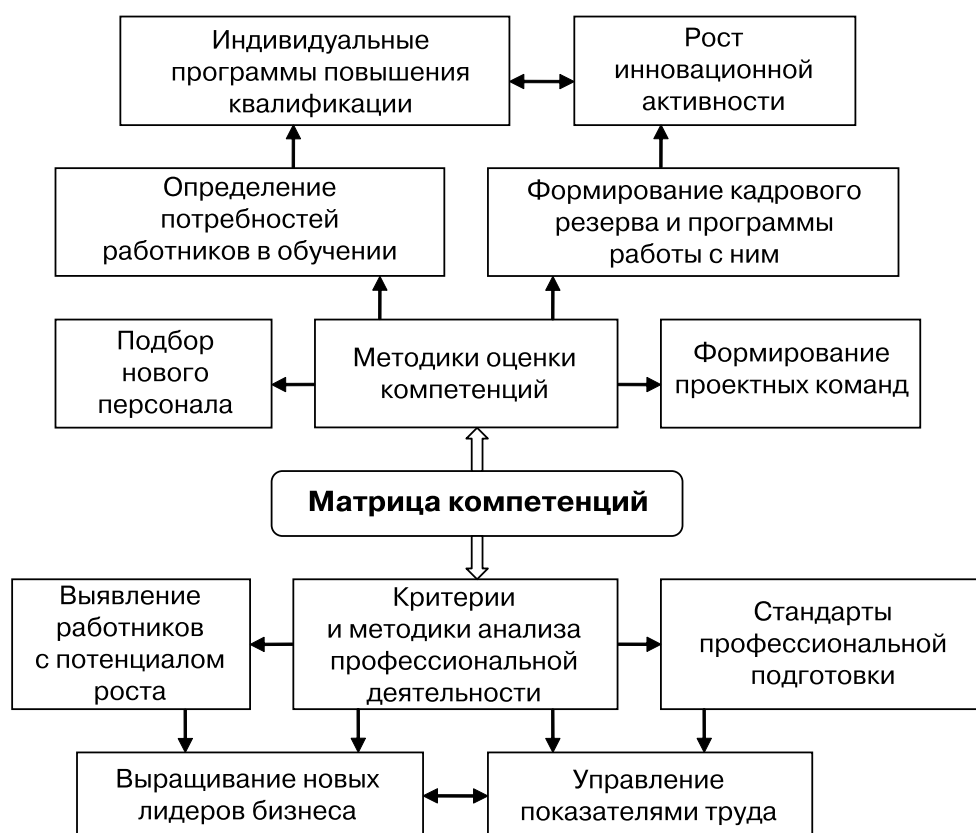 Индивидуальные
программы повышения
квалификации
Рост
инновационной
активности
Определение
потребностей
работников в обучении
Формирование кадрового
резерва и программы
работы с ним
Подбор
нового
персонала
Методики оценки
компетенций
Формирование
проектных команд
Матрица компетенций
Выявление
работников
с потенциалом
роста
Критерии
и методики анализа
профессиональной
деятельности
Стандарты
профессиональной
подготовки
Выращивание новых
лидеров бизнеса
Управление
показателями труда